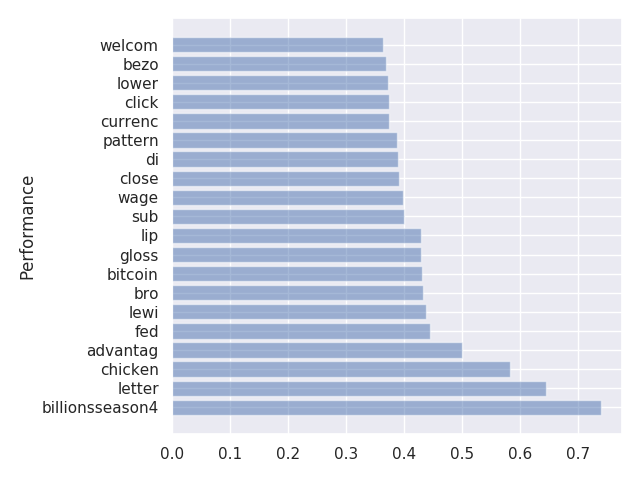 welcom
bezo
lower
click
currenc
pattern
di
close
wage
sub
lip
gloss
bitcoin
bro
lewi
fed
advantag
chicken
letter
billionsseason4
Performance
0.0 0.1 0.2 0.3 0.4 0.5 0.6 0.7